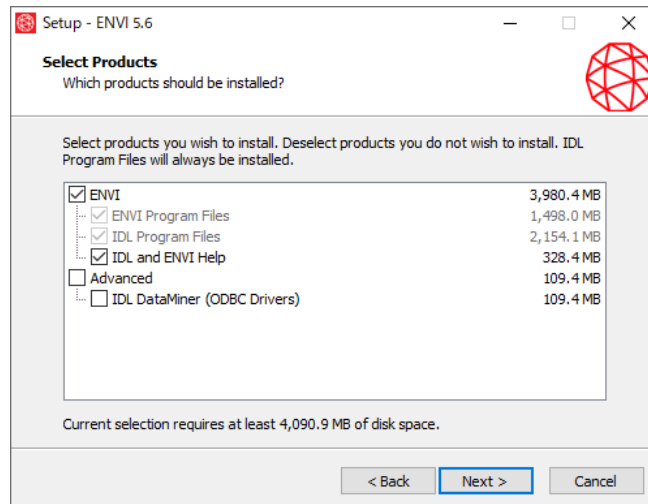 Setup - ENVI 5.6
Select Products
Which products should be installed?
Select products you wish to install. Deselect products you do not wish to install. IDL
Program Files will always be installed.
ENVI 3,980.4 MB
ENVI Program Files 1,498.0 MB
IDL Program Files 2,154.1 MB
IDL and ENVI Help 328.4 MB
Advanced 109.4 MB
IDL DataMiner (ODBC Drivers) 109.4 MB
Current selection requires at least 4,090.9 MB of disk space.
< Back Next > Cancel